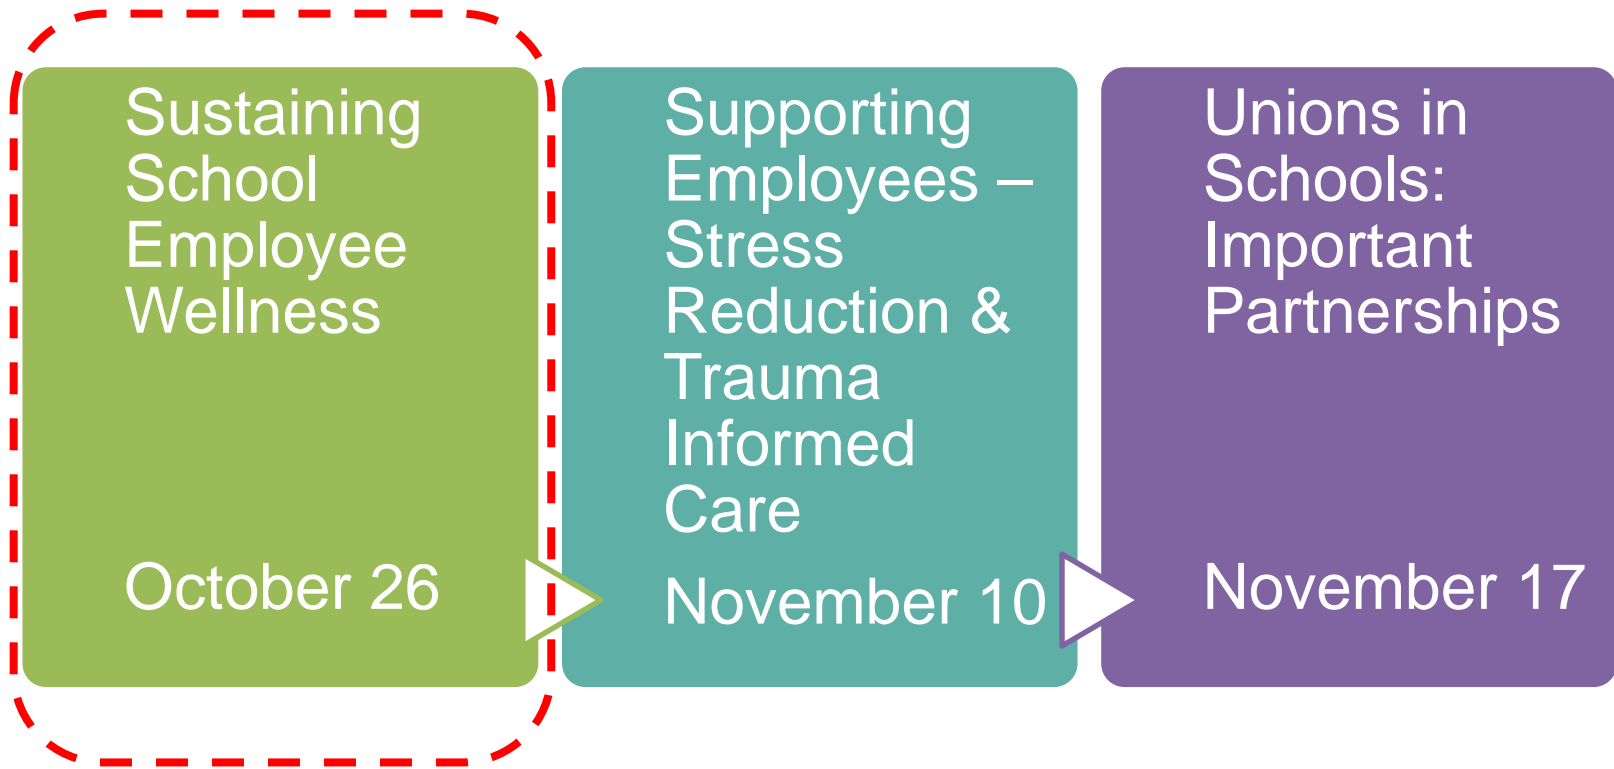 Sustaining
School
Employee
Wellness
October 26
Supporting
Employees –
Stress
Reduction &
Trauma
Informed
Care
November 10
Unions in
Schools:
Important
Partnerships
November 17